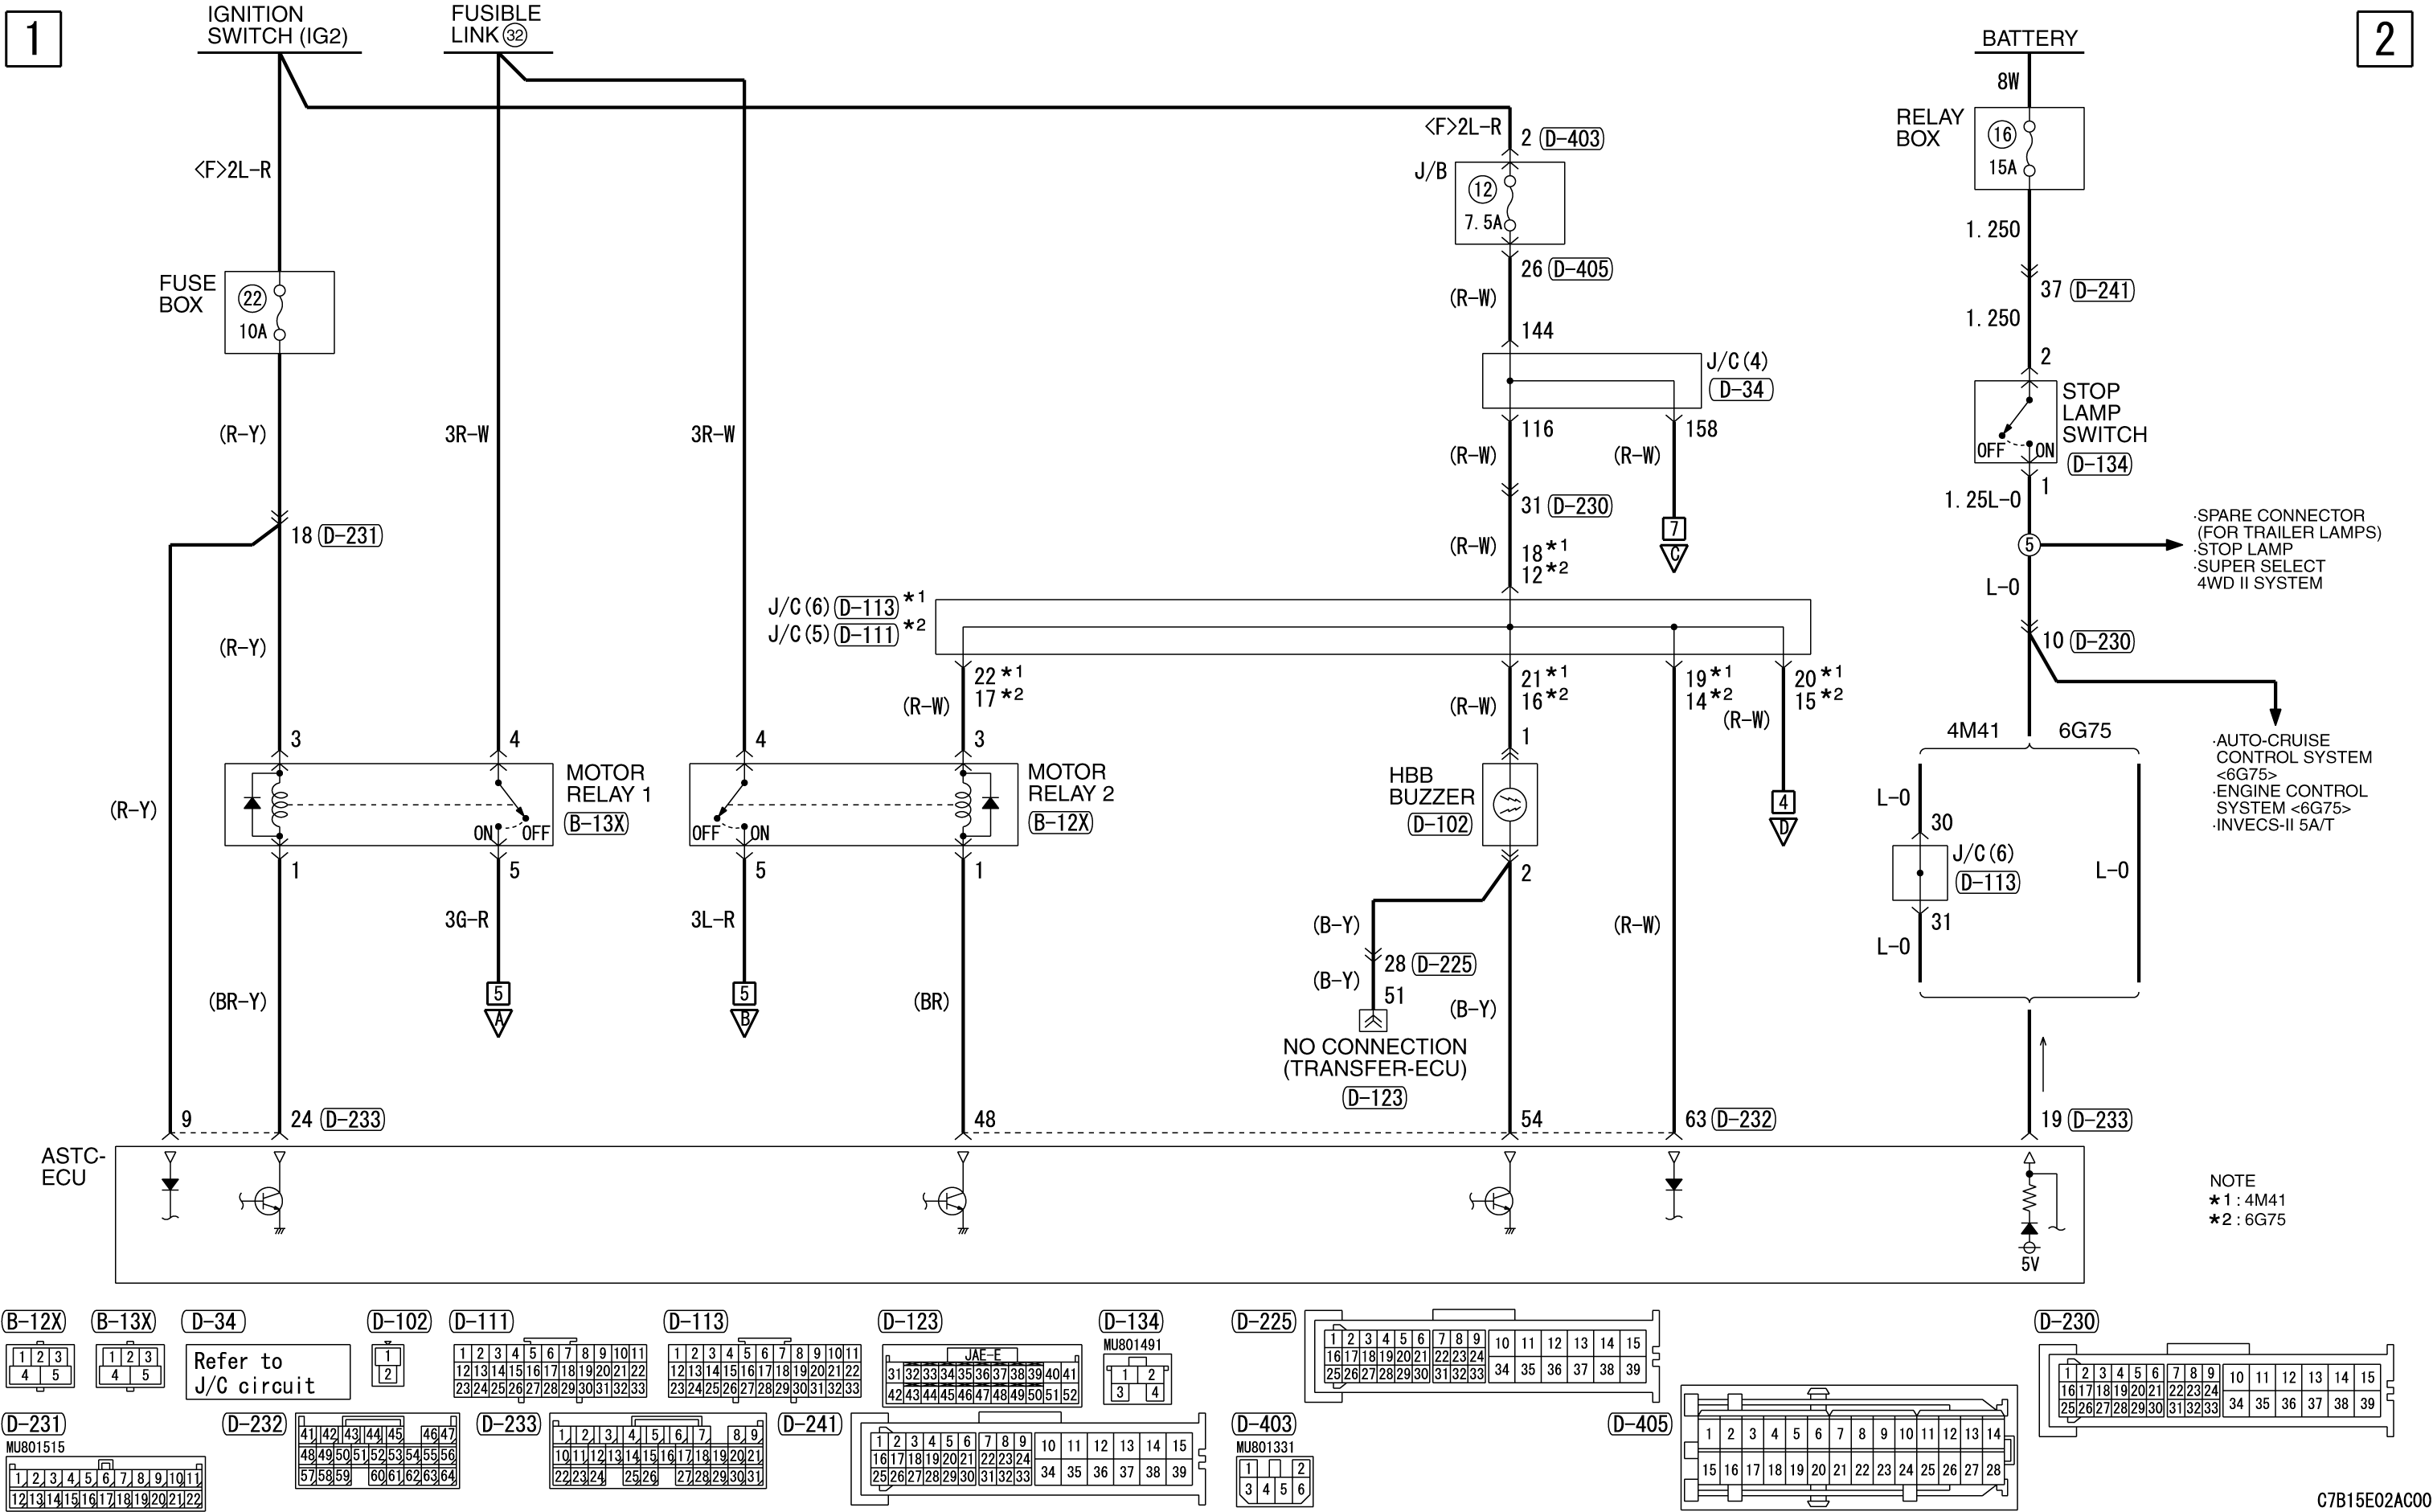 1
2
IGNITION
SWITCH (IG2)
FUSIBLE
LINK 32
BATTERY
8W
RELAY
BOX
16
15A
<F>2L-R
<F>2L-R
2 D-403
J/B
12
7.5A
26 D-405
(R-W)
144
J/C(4)
D-34
116
158
(R-W)
(R-W)
31 D-230
7
C
(R-W)
18*1
12*2
FUSE
BOX
22
10A
(R-Y)
3R-W
3R-W
18 D-231
(R-Y)
(R-Y)
1.250
37 D-241
1.250
2
STOP
LAMP
SWITCH
OFF
ON
D-134
1
1.25L-O
5
·SPARE CONNECTOR
(FOR TRAILER LAMPS)
·STOP LAMP
·SUPER SELECT
4WD II SYSTEM
L-O
10 D-230
·AUTO-CRUISE
CONTROL SYSTEM
<6G75>
·ENGINE CONTROL
SYSTEM <6G75>
·INVECS-II 5A/T
J/C(6) D-113 *1
J/C(5) D-111 *2
22*1
17*2
21*1
16*2
19*1
14*2
20*1
15*2
(R-W)
(R-W)
(R-W)
3
4
4
3
1
MOTOR
RELAY 1
B-13X
ON
OFF
MOTOR
RELAY 2
B-12X
OFF
ON
HBB
BUZZER
D-102
4
D
1
5
5
1
2
3G-R
3L-R
5
A
5
B
(BR-Y)
(BR)
(B-Y)
28 D-225
(B-Y)
51
(B-Y)
(R-W)
NO CONNECTION
(TRANSFER-ECU)
D-123
4M41
6G75
L-O
30
J/C(6)
D-113
31
L-O
L-O
9
24 D-233
48
54
63 D-232
19 D-233
ASTC-
ECU
5V
NOTE
*1 : 4M41
*2 : 6G75
B-12X
1 2 3
4 5
B-13X
1 2 3
4 5
D-34
Refer to
J/C circuit
D-102
1
2
D-111
1 2 3 4 5 6 7 8 9 10 11
12 13 14 15 16 17 18 19 20 21 22
23 24 25 26 27 28 29 30 31 32 33
D-113
1 2 3 4 5 6 7 8 9 10 11
12 13 14 15 16 17 18 19 20 21 22
23 24 25 26 27 28 29 30 31 32 33
D-123
JAE-E
31 32 33 34 35 36 37 38 39 40 41
42 43 44 45 46 47 48 49 50 51 52
D-134
MU801491
1 2
3 4
D-225
1 2 3 4 5 6 7 8 9 10 11 12 13 14 15
16 17 18 19 20 21 22 23 24
25 26 27 28 29 30 31 32 33 34 35 36 37 38 39
D-230
1 2 3 4 5 6 7 8 9 10 11 12 13 14 15
16 17 18 19 20 21 22 23 24
25 26 27 28 29 30 31 32 33 34 35 36 37 38 39
D-231
MU801515
1 2 3 4 5 6 7 8 9 10 11
12 13 14 15 16 17 18 19 20 21 22
D-232
41 42 43 44 45 46 47
48 49 50 51 52 53 54 55 56
57 58 59 60 61 62 63 64
D-233
1 2 3 4 5 6 7 8 9
10 11 12 13 14 15 16 17 18 19 20 21
22 23 24 25 26 27 28 29 30 31
D-241
1 2 3 4 5 6 7 8 9 10 11 12 13 14 15
16 17 18 19 20 21 22 23 24
25 26 27 28 29 30 31 32 33 34 35 36 37 38 39
D-403
MU801331
1 2
3 4 5 6
D-405
1 2 3 4 5 6 7 8 9 10 11 12 13 14
15 16 17 18 19 20 21 22 23 24 25 26 27 28
C7B15E02AC00